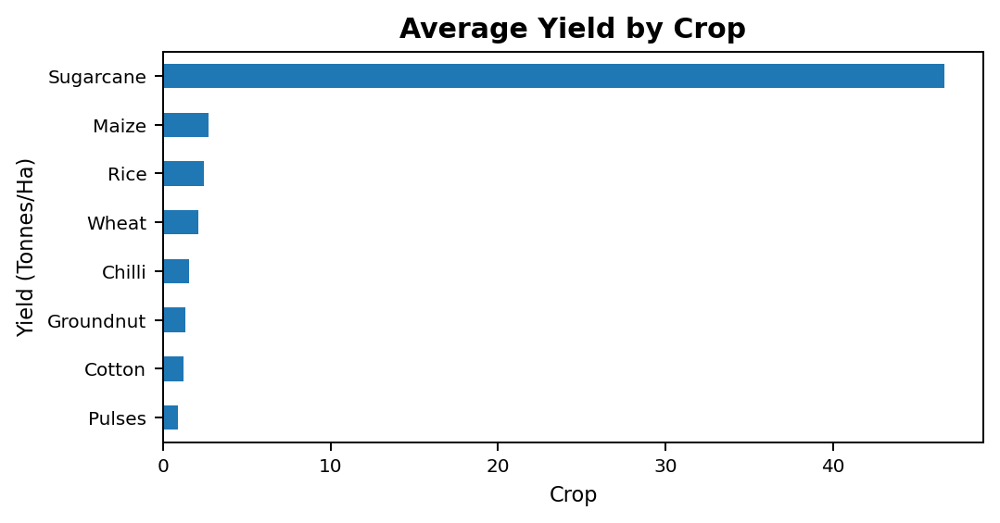 Average Yield by Crop
Yield (Tonnes/Ha)
Sugarcane
Maize
Rice
Wheat
Chilli
Groundnut
Cotton
Pulses
0 10 20 30 40
Crop